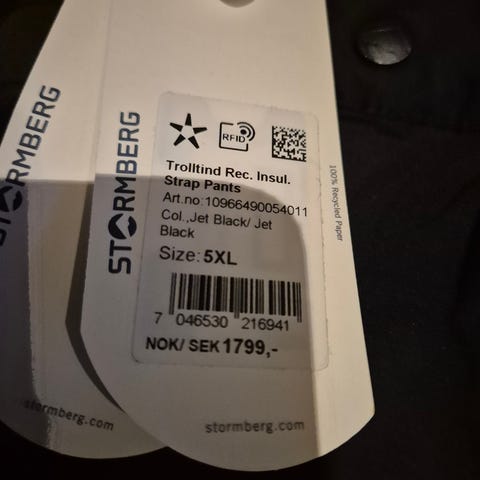 STORMBERG
stormberg.com
STORMBERG
RFID
Trolltind Rec. Insul.
Strap Pants
Art.no:10966490054011
Col.,Jet Black/ Jet
Black
Size: 5XL
7 046530 216941
NOK/ SEK 1799,-
100% Recycled Paper
stormberg.com